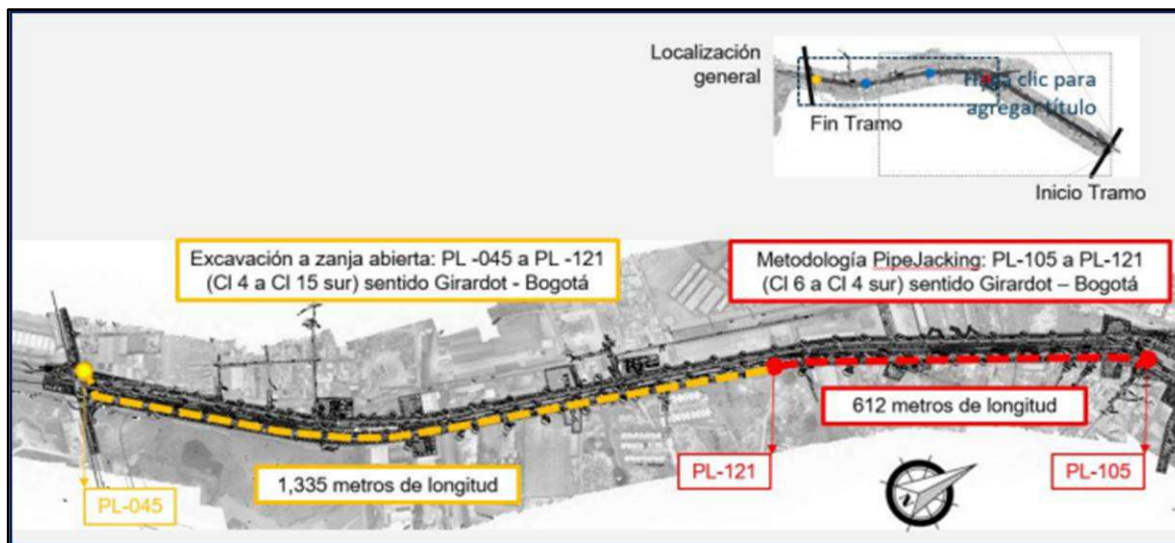 Localización
general
Haga clic para
agregar título
Fin Tramo
Inicio Tramo
Excavación a zanja abierta: PL -045 a PL -121
(Cl 4 a Cl 15 sur) sentido Girardot - Bogotá
Metodología PipeJacking: PL-105 a PL-121
(Cl 6 a Cl 4 sur) sentido Girardot – Bogotá
612 metros de longitud
1,335 metros de longitud
PL-121
PL-105
PL-045
N